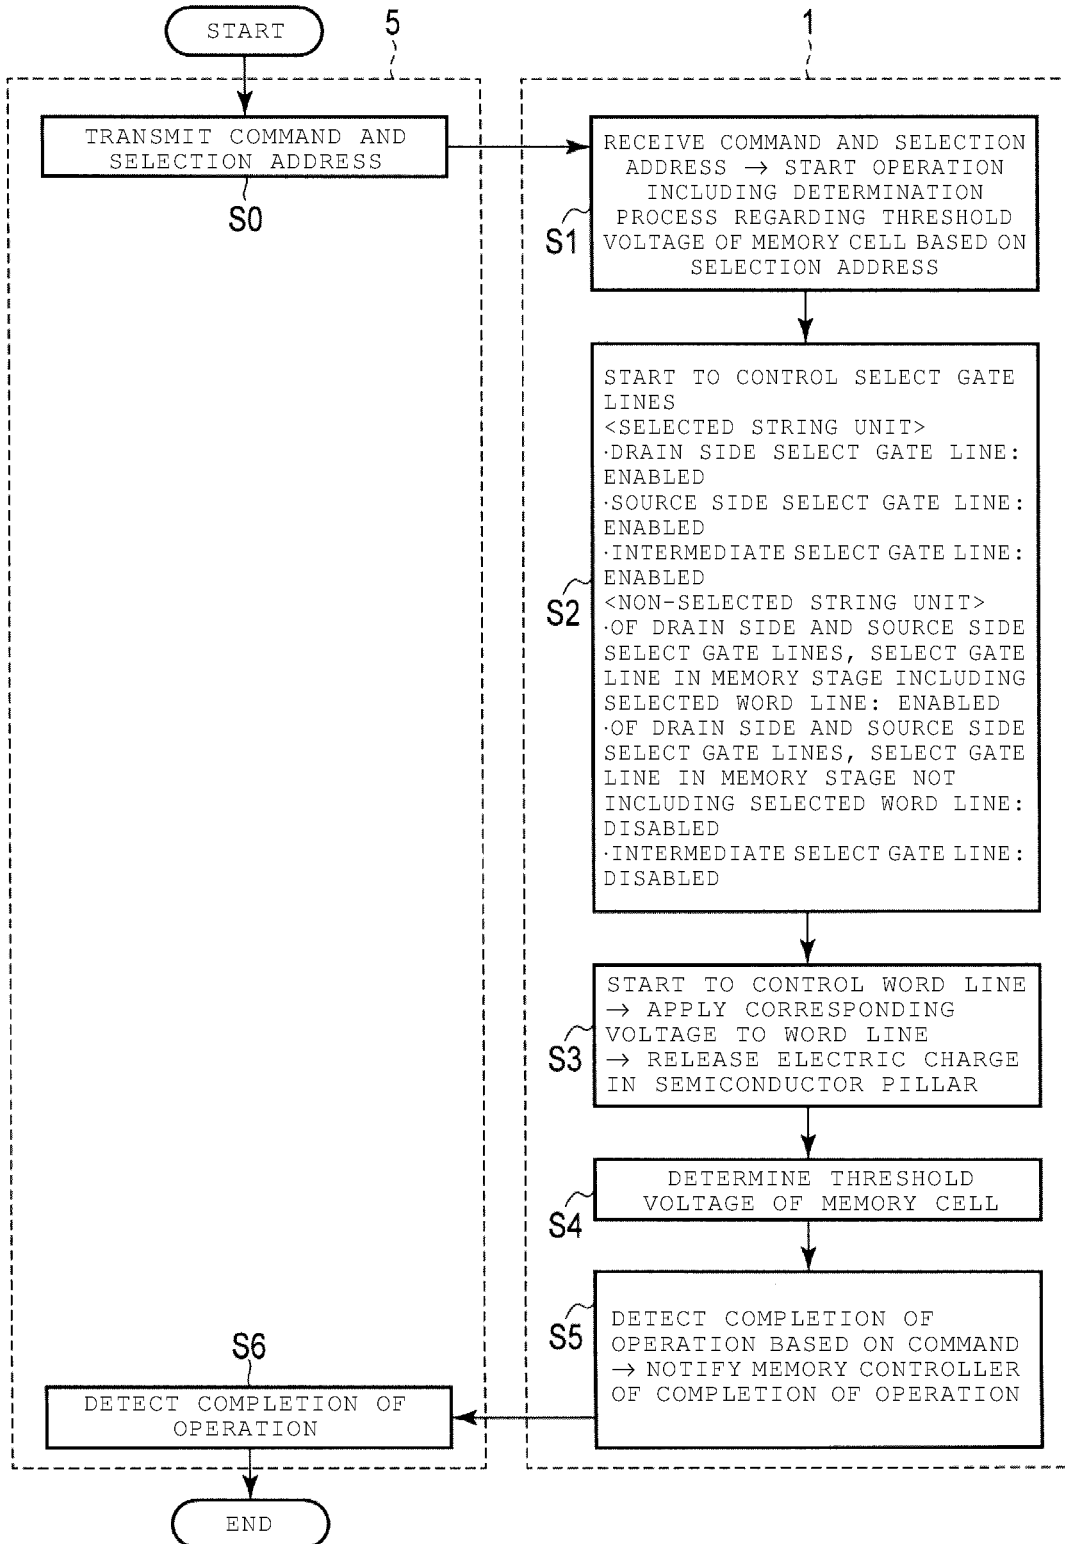 START
5
1
TRANSMIT COMMAND AND
SELECTION ADDRESS
S0
RECEIVE COMMAND AND SELECTION
ADDRESS → START OPERATION
INCLUDING DETERMINATION
PROCESS REGARDING THRESHOLD
VOLTAGE OF MEMORY CELL BASED ON
SELECTION ADDRESS
S1
START TO CONTROL SELECT GATE
LINES
<SELECTED STRING UNIT>
·DRAIN SIDE SELECT GATE LINE:
ENABLED
·SOURCE SIDE SELECT GATE LINE:
ENABLED
·INTERMEDIATE SELECT GATE LINE:
ENABLED
<NON-SELECTED STRING UNIT>
·OF DRAIN SIDE AND SOURCE SIDE
SELECT GATE LINES, SELECT GATE
LINE IN MEMORY STAGE INCLUDING
SELECTED WORD LINE: ENABLED
·OF DRAIN SIDE AND SOURCE SIDE
SELECT GATE LINES, SELECT GATE
LINE IN MEMORY STAGE NOT
INCLUDING SELECTED WORD LINE:
DISABLED
·INTERMEDIATE SELECT GATE LINE:
DISABLED
S2
START TO CONTROL WORD LINE
→ APPLY CORRESPONDING
VOLTAGE TO WORD LINE
→ RELEASE ELECTRIC CHARGE
IN SEMICONDUCTOR PILLAR
S3
DETERMINE THRESHOLD
VOLTAGE OF MEMORY CELL
S4
DETECT COMPLETION OF
OPERATION BASED ON COMMAND
→ NOTIFY MEMORY CONTROLLER
OF COMPLETION OF OPERATION
S5
S6
DETECT COMPLETION OF
OPERATION
END